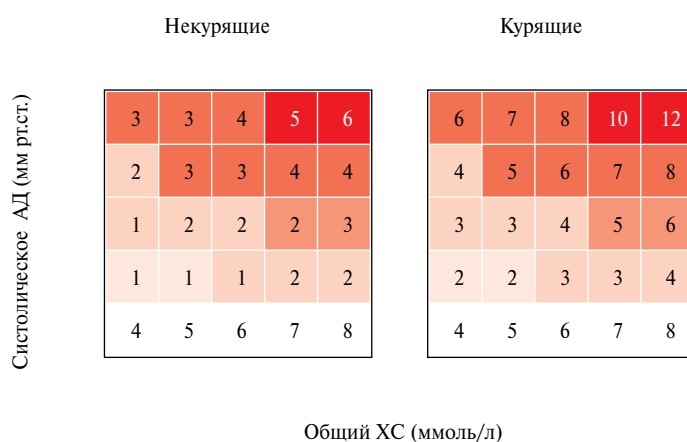 Некурящие
Курящие
Систолическое АД (мм рт.ст.)
3 3 4 5 6
2 3 3 4 4
1 2 2 2 3
1 1 1 2 2
4 5 6 7 8
6 7 8 10 12
4 5 6 7 8
3 3 4 5 6
2 2 3 3 4
4 5 6 7 8
Общий ХС (ммоль/л)